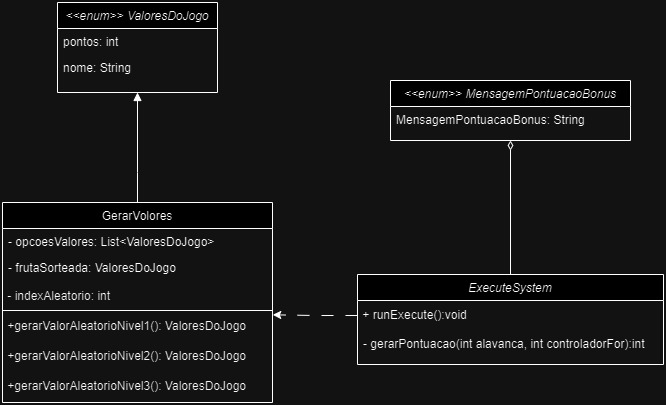 <<enum>> ValoresDoJogo
pontos: int
nome: String
<<enum>> MensagemPontuacaoBonus
MensagemPontuacaoBonus: String
GerarVolores
- opcoesValores: List<ValoresDoJogo>
- frutaSorteada: ValoresDoJogo
- indexAleatorio: int
+gerarValorAleatorioNivel1(): ValoresDoJogo
+gerarValorAleatorioNivel2(): ValoresDoJogo
+gerarValorAleatorioNivel3(): ValoresDoJogo
ExecuteSystem
+ runExecute():void
- gerarPontuacao(int alavanca, int controladorFor):int